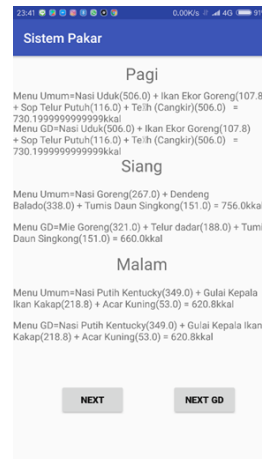 23:41 0.00K/s 4G 91%
Sistem Pakar
Pagi
Menu Umum=Nasi Uduk(506.0) + Ikan Ekor Goreng(107.8)
+ Sop Telur Putuh(116.0) + Teh (Cangkir)(506.0) =
730.1999999999999kkal
Menu GD=Nasi Uduk(506.0) + Ikan Ekor Goreng(107.8)
+ Sop Telur Putuh(116.0) + Teh (Cangkir)(506.0) =
730.1999999999999kkal
Siang
Menu Umum=Nasi Goreng(267.0) + Dendeng
Balado(338.0) + Tumis Daun Singkong(151.0) = 756.0kkal
Menu GD=Mie Goreng(321.0) + Telur dadar(188.0) + Tumi
Daun Singkong(151.0) = 660.0kkal
Malam
Menu Umum=Nasi Putih Kentucky(349.0) + Gulai Kepala
Ikan Kakap(218.8) + Acar Kuning(53.0) = 620.8kkal
Menu GD=Nasi Putih Kentucky(349.0) + Gulai Kepala Ikan
Kakap(218.8) + Acar Kuning(53.0) = 620.8kkal
NEXT NEXT GD